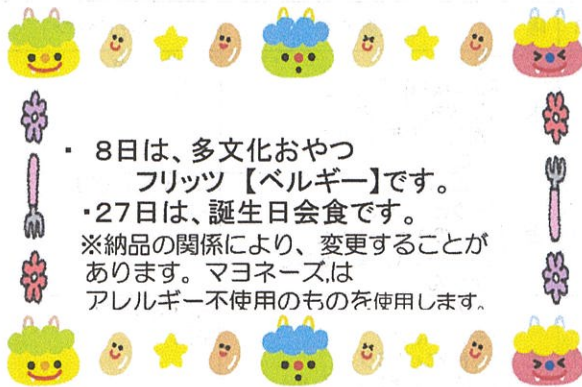 ・ 8日は、多文化おやつ
フリッツ 【ベルギー】です。
・27日は、誕生日会食です。
※納品の関係により、変更することが
あります。マヨネーズは
アレルギー不使用のものを使用します。